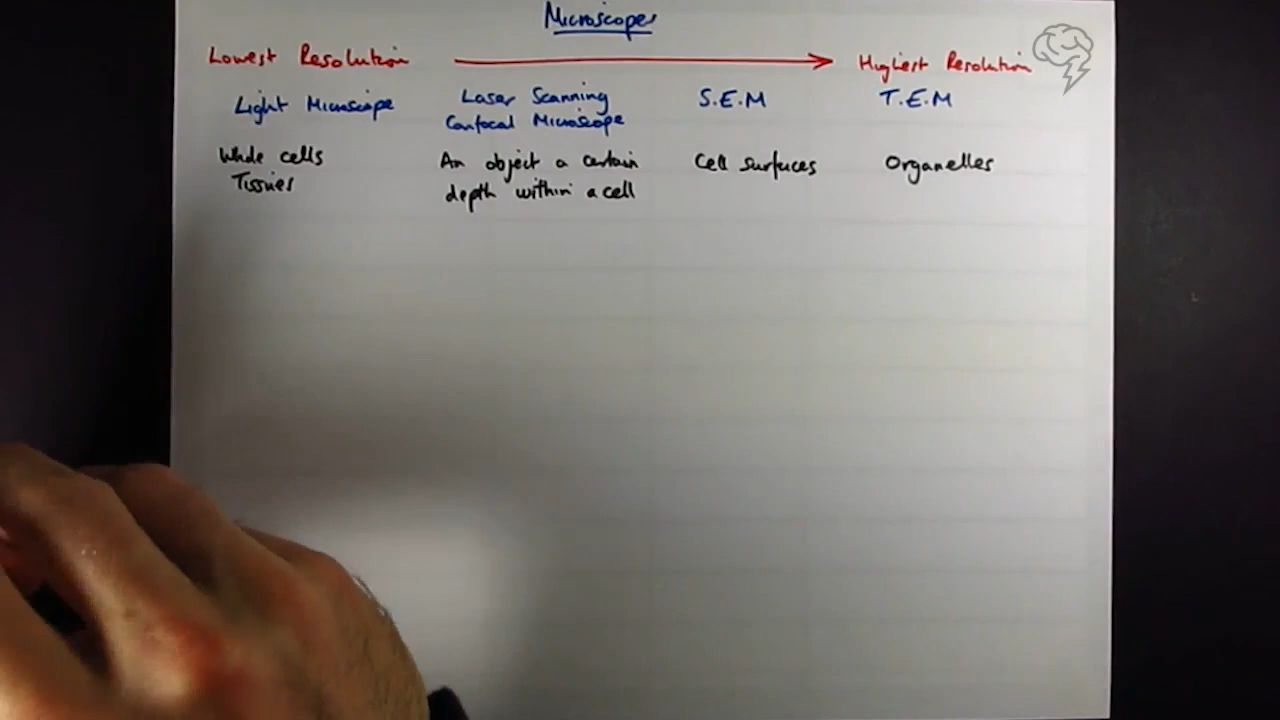 Microscopes
Lowest Resolution
Highest Resolution
Light Microscope
Laser Scanning
Confocal Microscope
S.E.M
T.E.M
Whole cells
Tissues
An object a certain
depth within a cell
Cell surfaces
Organelles